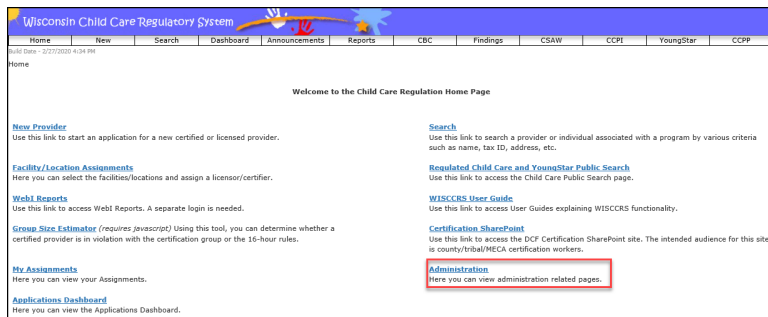 Wisconsin Child Care Regulatory System
Home New Search Dashboard Announcements Reports CBC Findings CSAW CCPI YoungStar CCPP
Build Date - 2/27/2020 4:34 PM
Home
Welcome to the Child Care Regulation Home Page
New Provider
Use this link to start an application for a new certified or licensed provider.
Search
Use this link to search a provider or individual associated with a program by various criteria
such as name, tax ID, address, etc.
Facility/Location Assignments
Here you can select the facilities/locations and assign a licensor/certifier.
Regulated Child Care and YoungStar Public Search
Use this link to access the Child Care Public Search page.
WebI Reports
Use this link to access WebI Reports. A separate login is needed.
WISCCRS User Guide
Use this link to access User Guides explaining WISCCRS functionality.
Group Size Estimator (requires javascript) Using this tool, you can determine whether a
certified provider is in violation with the certification group or the 16-
hour rules.
Certification SharePoint
Use this link to access the DCF Certification SharePoint site. The intended audience for this site
is county/tribal/MECA certification workers.
My Assignments
Here you can view your Assignments.
Administration
Here you can view administration related pages.
Applications Dashboard
Here you can view the Applications Dashboard.